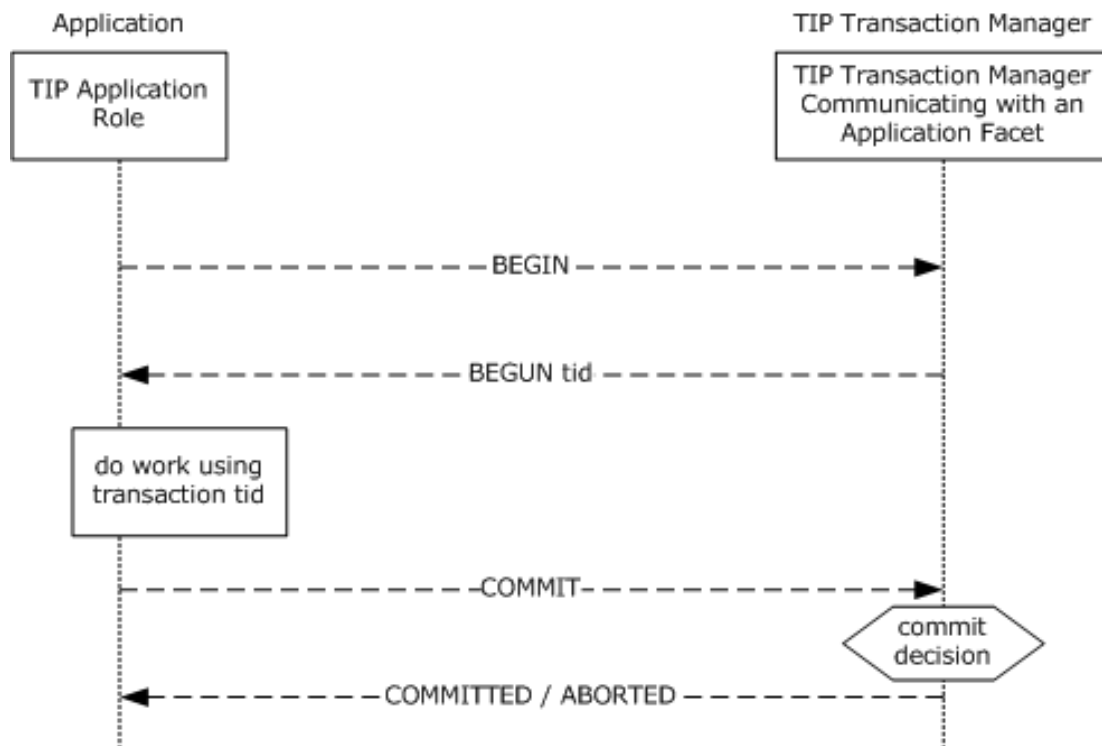 Application
TIP Transaction Manager
TIP Application
Role
TIP Transaction Manager
Communicating with an
Application Facet
BEGIN
BEGUN tid
do work using
transaction tid
COMMIT
commit
decision
COMMITTED / ABORTED